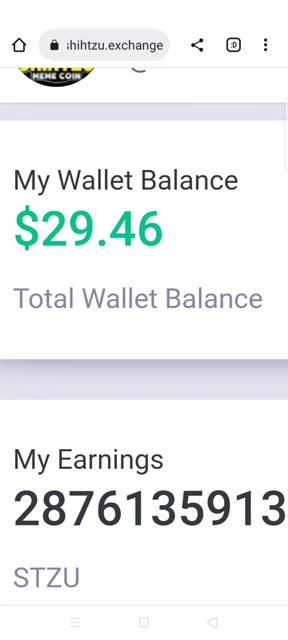 shihtzu.exchange
:D
MEME COIN
My Wallet Balance
$29.46
Total Wallet Balance
My Earnings
2876135913
STZU